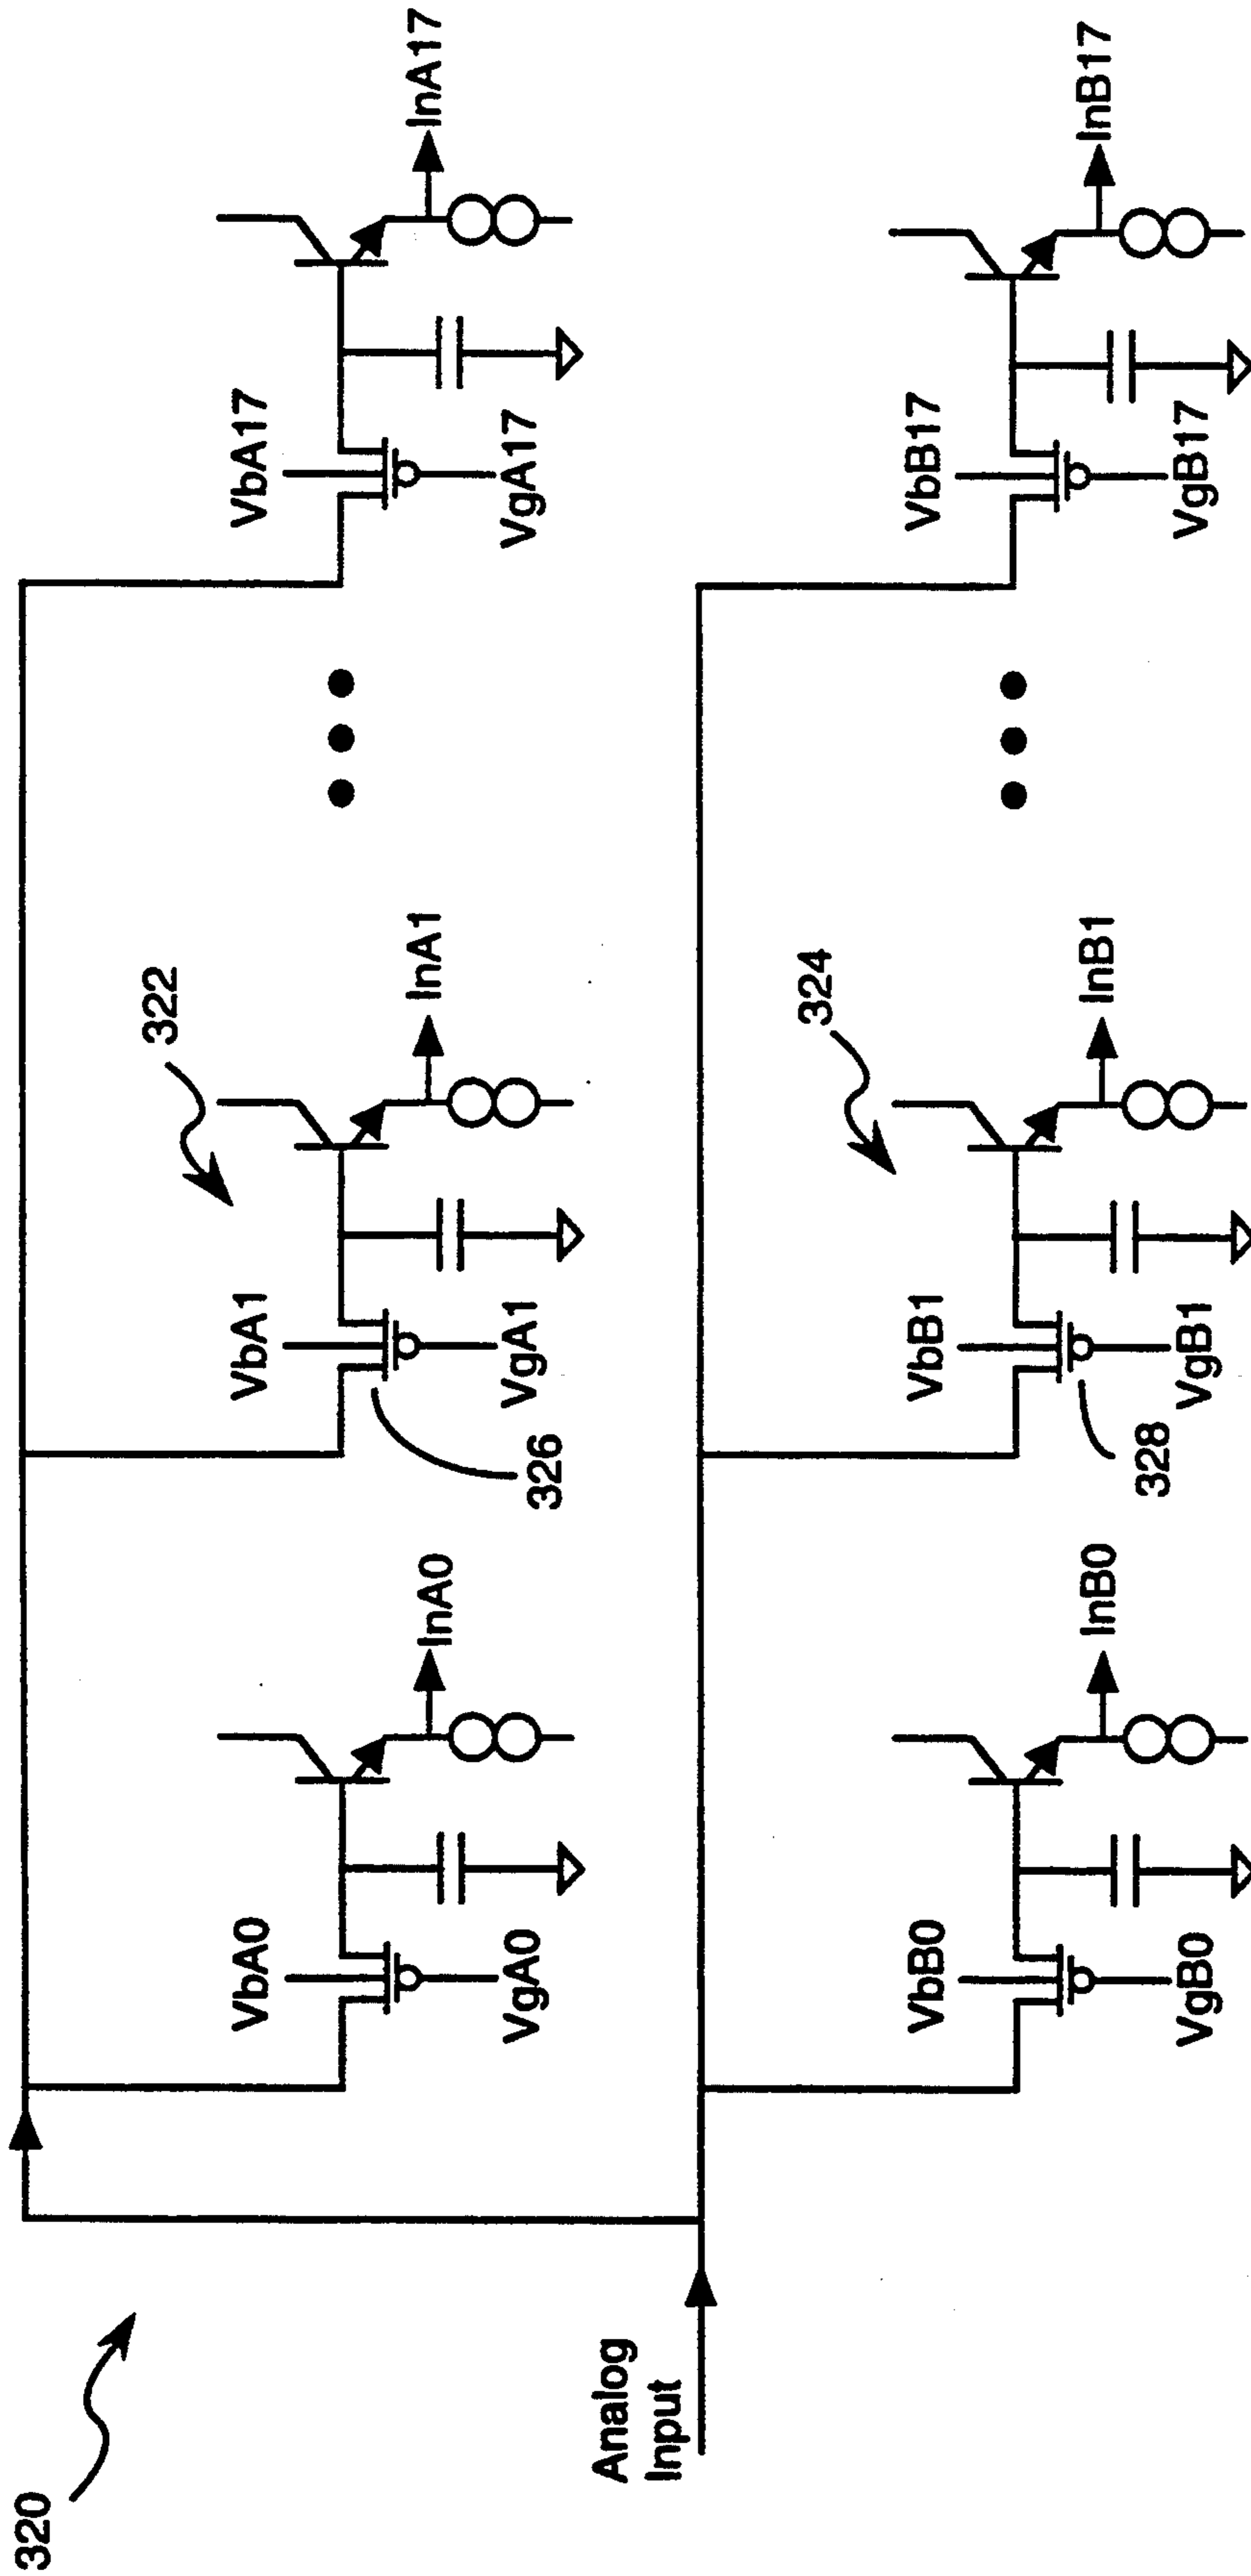 320
322
VbA0
VbA1
VbA17
InA0
InA1
InA17
VgA0
326
VgA1
VgA17
Analog
Input
324
VbB0
VbB1
VbB17
InB0
InB1
InB17
VgB0
328
VgB1
VgB17